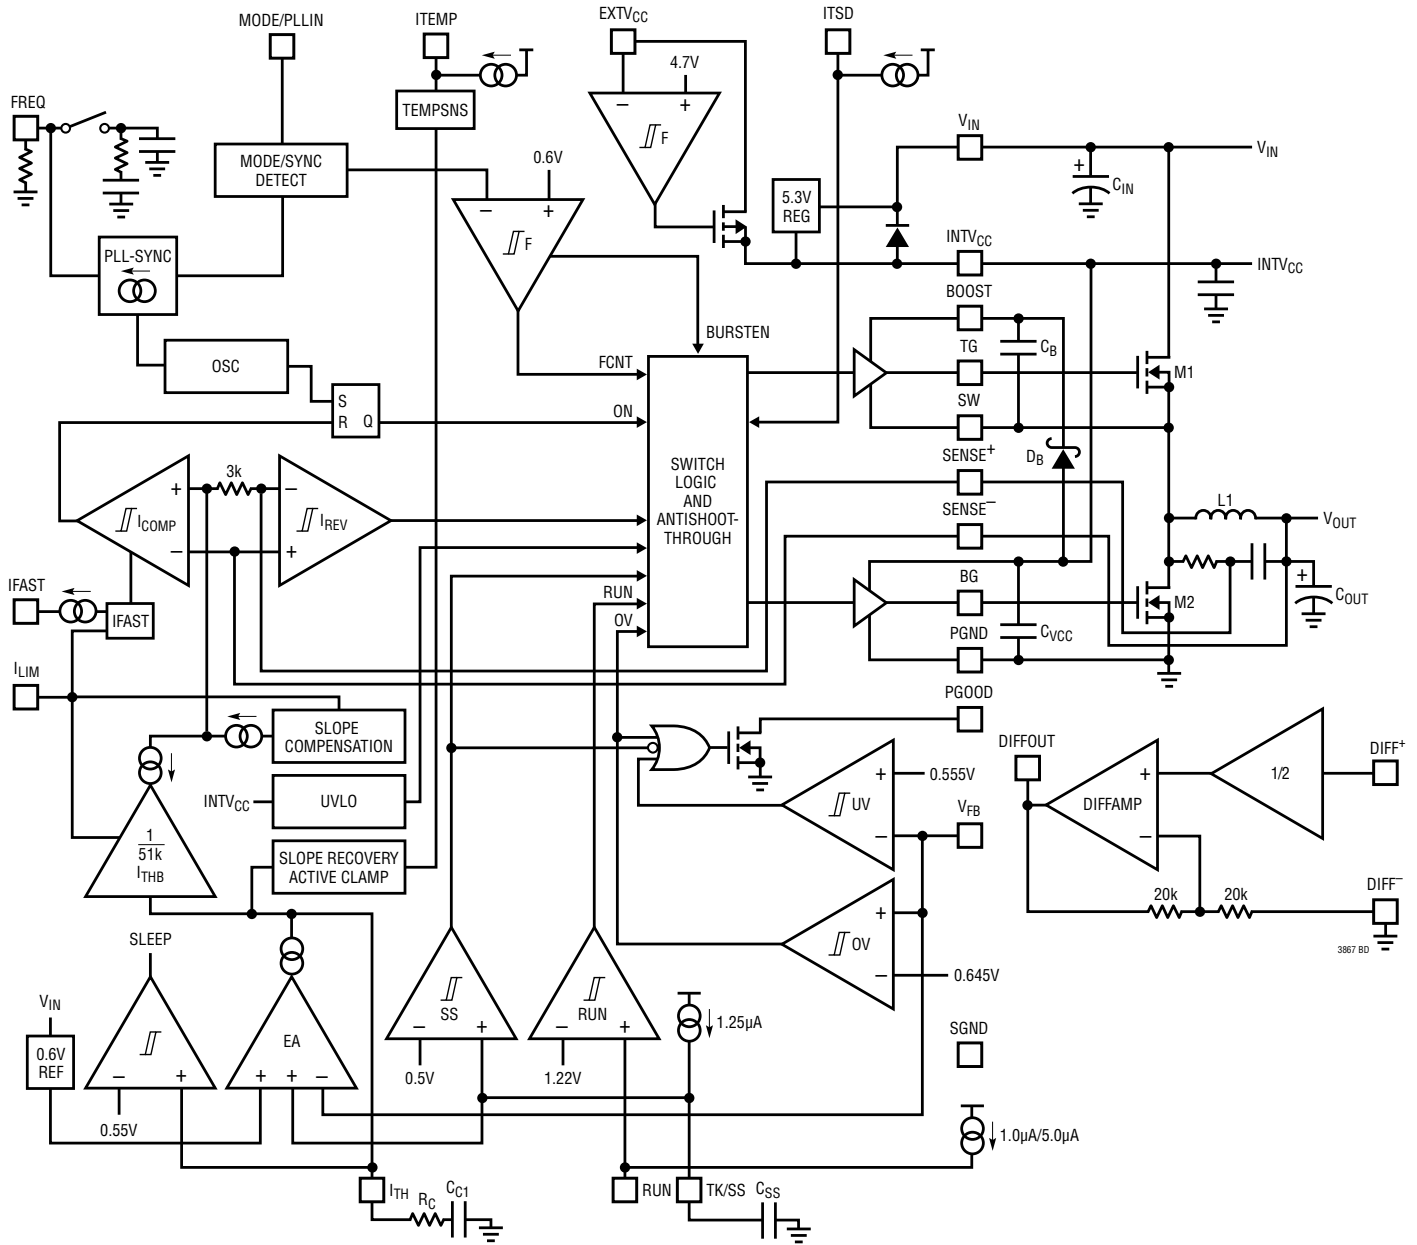 MODE/PLLIN
ITEMP
EXTVCC
ITSD
4.7V
FREQ
TEMPSNS
F
VIN
VIN
MODE/SYNC
DETECT
0.6V
+
CIN
5.3V
REG
−
+
−
+
F
INTVCC
INTVCC
PLL-SYNC
BOOST
BURSTEN
OSC
FCNT
TG
CB
M1
S
R
Q
ON
SW
SENSE+
DB
3k
SWITCH
LOGIC
AND
ANTISHOOT-
THROUGH
+
−
ICOMP
−
+
IREV
SENSE−
L1
VOUT
IFAST
IFAST
RUN
OV
BG
M2
+
COUT
PGND
CVCC
ILIM
PGOOD
SLOPE
COMPENSATION
DIFFOUT
DIFF+
INTVCC
UVLO
+
−
UV
0.555V
VFB
+
−
DIFFAMP
1/2
1
51k
ITHB
SLOPE RECOVERY
ACTIVE CLAMP
20k
20k
DIFF−
+
−
OV
0.645V
3867 BD
SLEEP
VIN
0.6V
REF
−
+
EA
+
+
−
SS
−
+
RUN
−
+
1.25µA
SGND
0.55V
0.5V
1.22V
1.0µA/5.0µA
ITH
RC
CC1
RUN
TK/SS
CSS